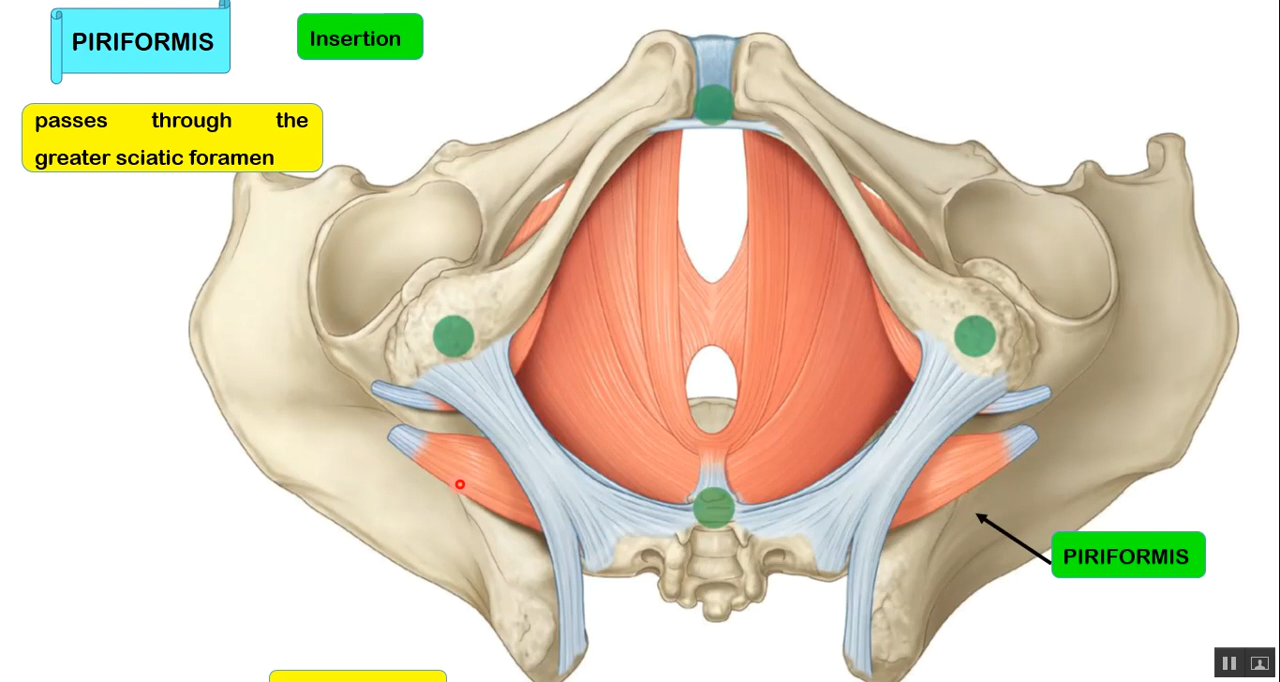 PIRIFORMIS
Insertion
passes through the
greater sciatic foramen
PIRIFORMIS